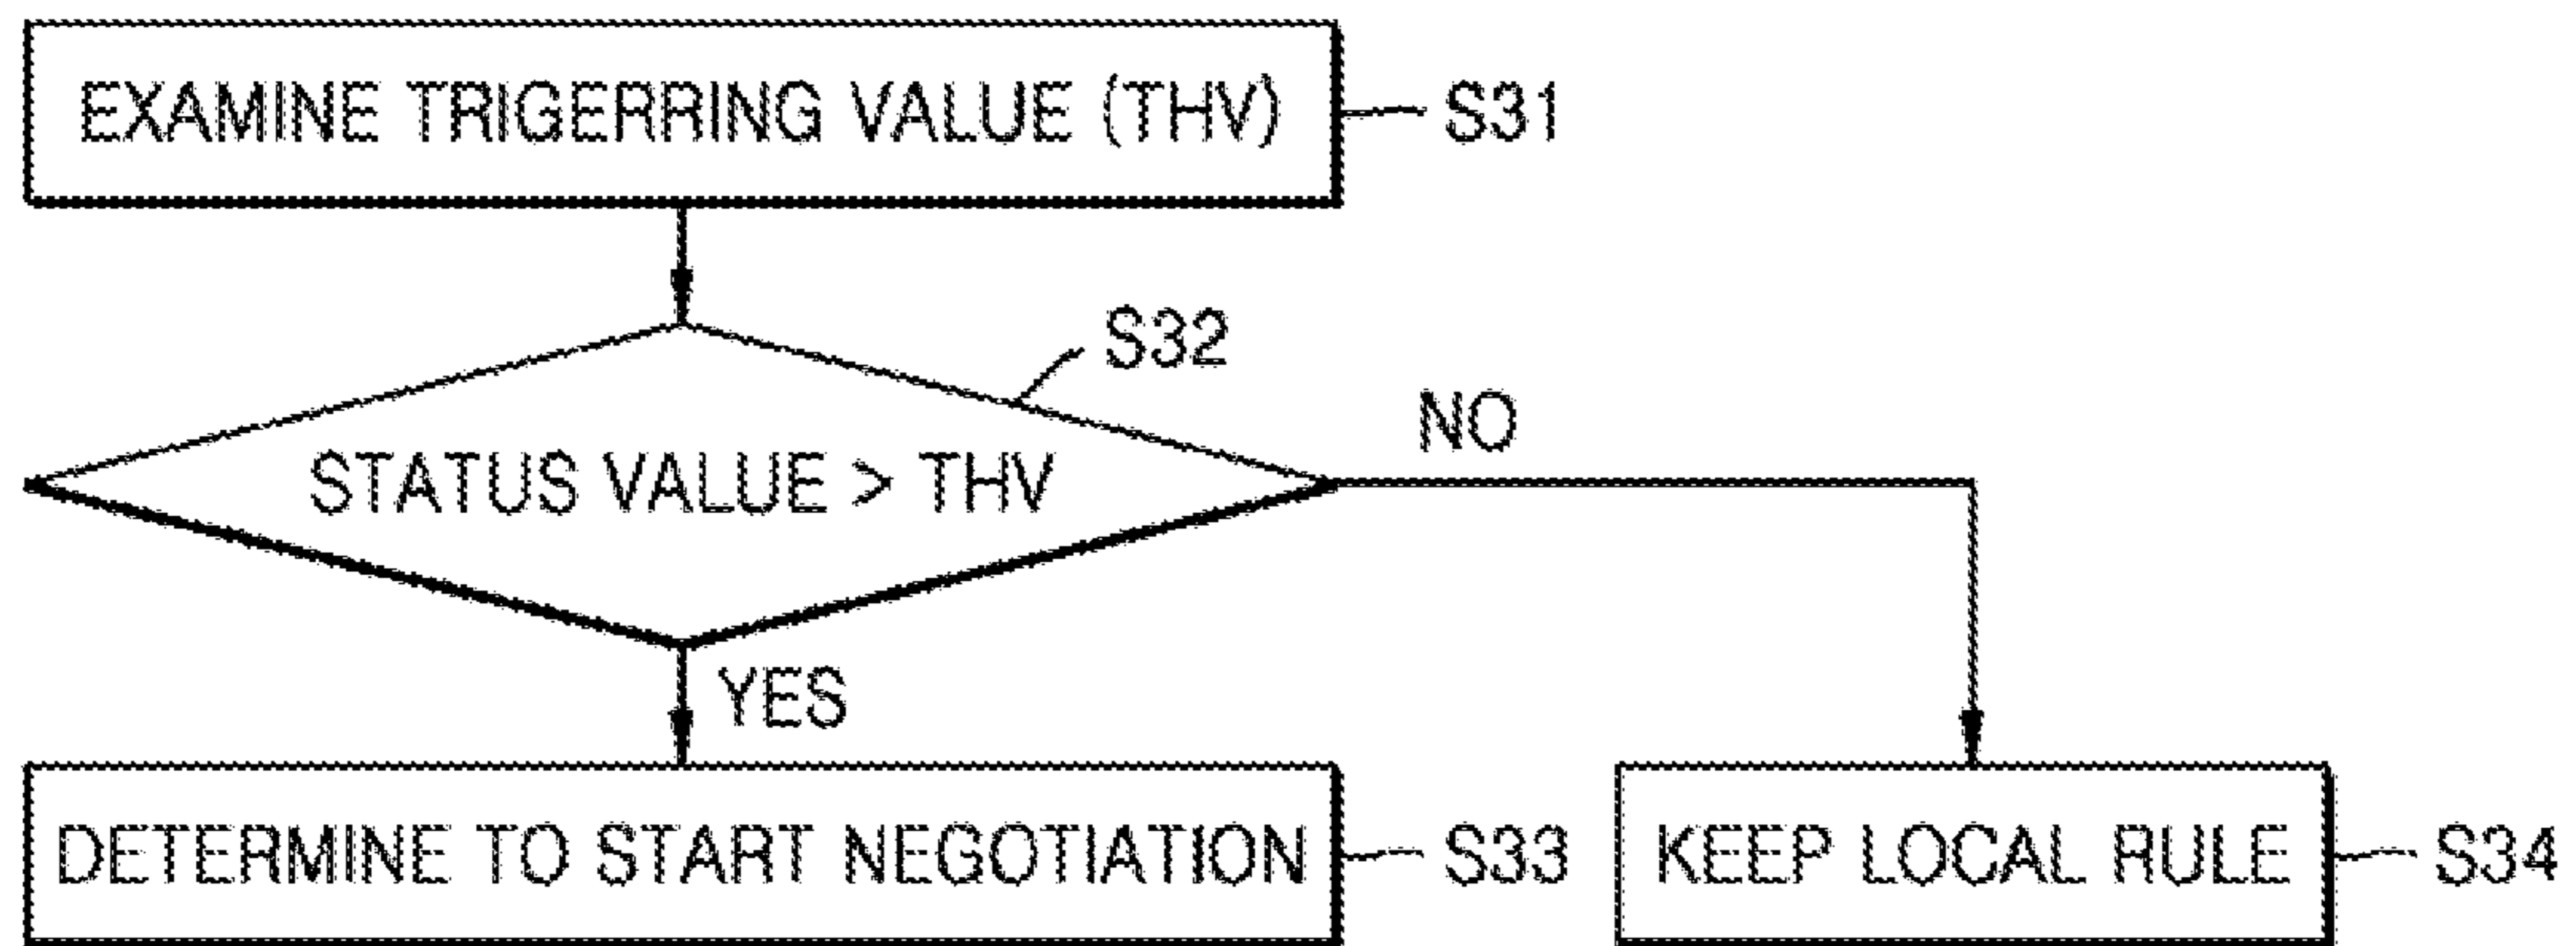 EXAMINE TRIGERRING VALUE (THV)
S31
S32
NO
STATUS VALUE > THV
YES
DETERMINE TO START NEGOTIATION
S33
KEEP LOCAL RULE
S34